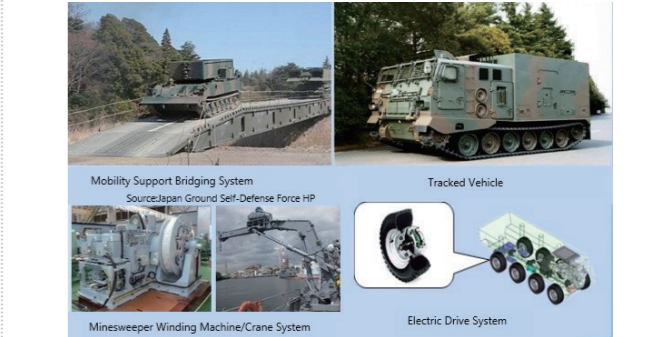 Mobility Support Bridging System
Tracked Vehicle
Source:Japan Ground Self-Defense Force HP
Minesweeper Winding Machine/Crane System
Electric Drive System